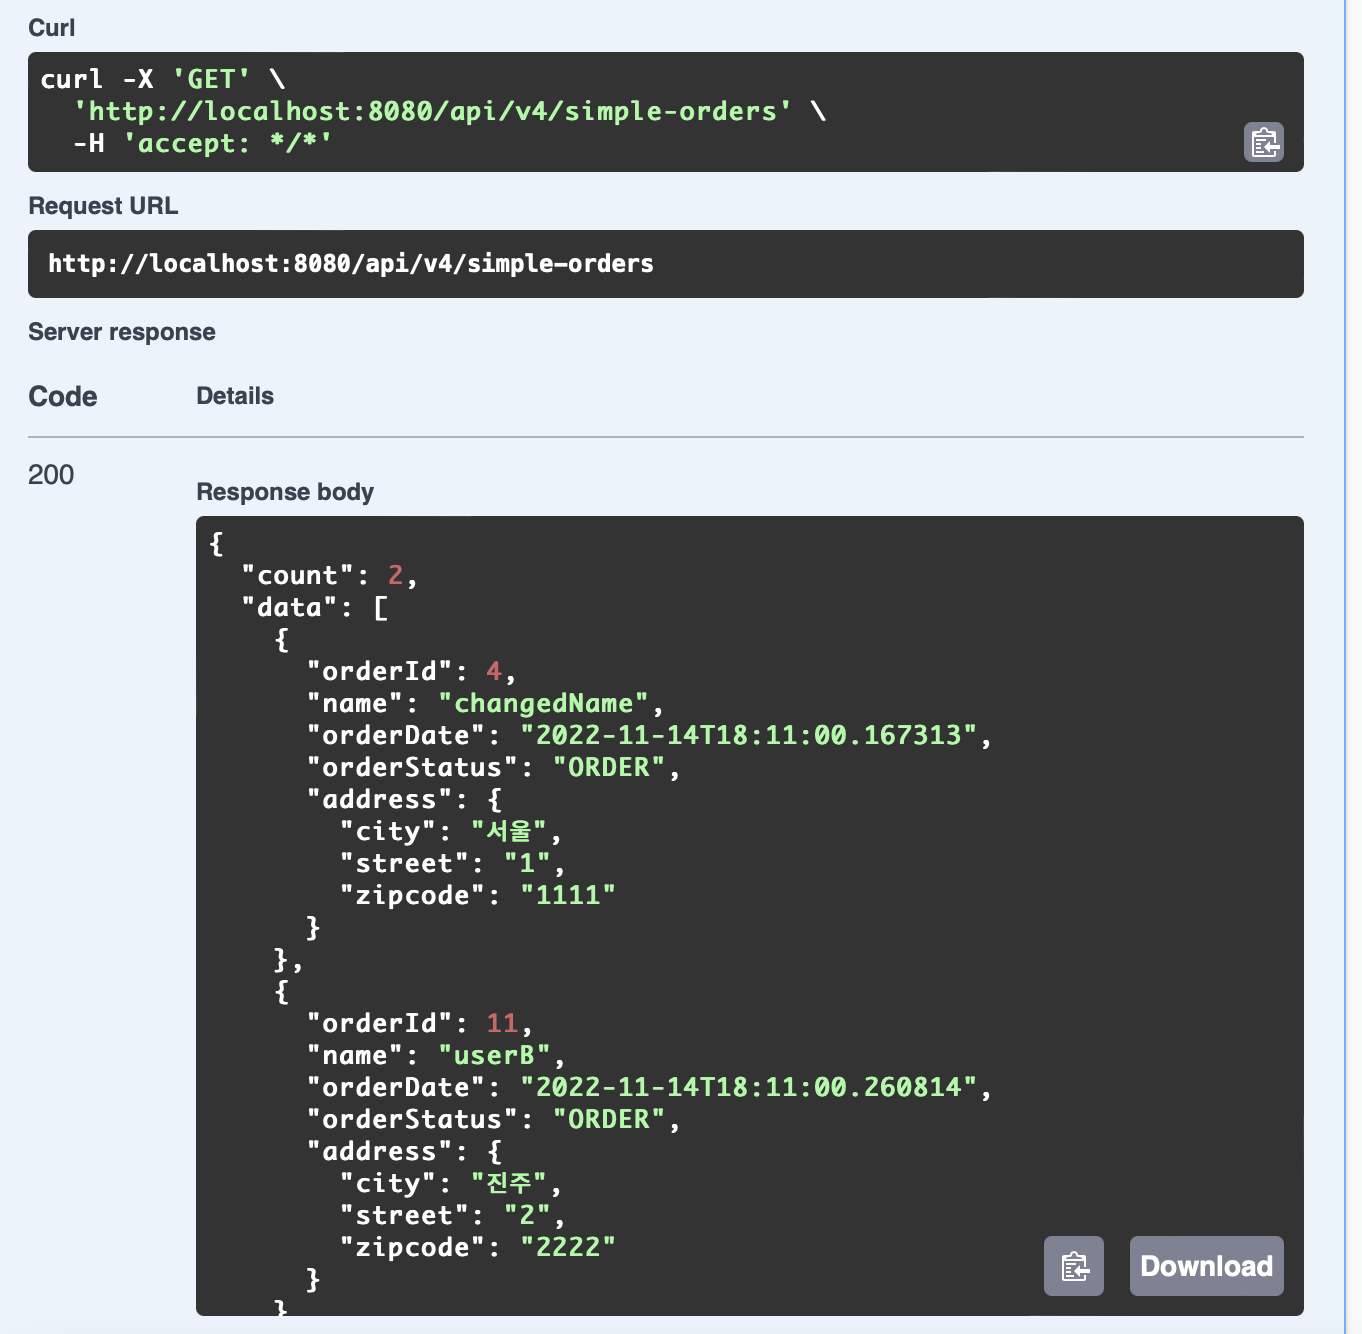 Curl
curl -X 'GET' \
  'http://localhost:8080/api/v4/simple-orders' \
  -H 'accept: */*'
Request URL
http://localhost:8080/api/v4/simple-orders
Server response
Code Details
200
Response body
{
  "count": 2,
  "data": [
    {
      "orderId": 4,
      "name": "changedName",
      "orderDate": "2022-11-14T18:11:00.167313",
      "orderStatus": "ORDER",
      "address": {
        "city": "서울",
        "street": "1",
        "zipcode": "1111"
      }
    },
    {
      "orderId": 11,
      "name": "userB",
      "orderDate": "2022-11-14T18:11:00.260814",
      "orderStatus": "ORDER",
      "address": {
        "city": "진주",
        "street": "2",
        "zipcode": "2222"
      }
    }
Download